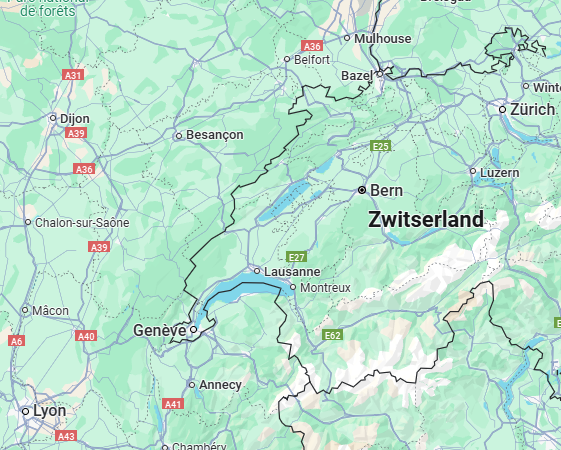 national
de forêts
Mulhouse
A36
Belfort
Bazel
A31
Winte
Zürich
Dijon
A39
Besançon
E25
A36
Luzern
Bern
Chalon-sur-Saône
Zwitserland
A39
E27
Lausanne
Montreux
Mâcon
Genève
A40
E62
A6
Annecy
A41
Lyon
A43
Chambéry